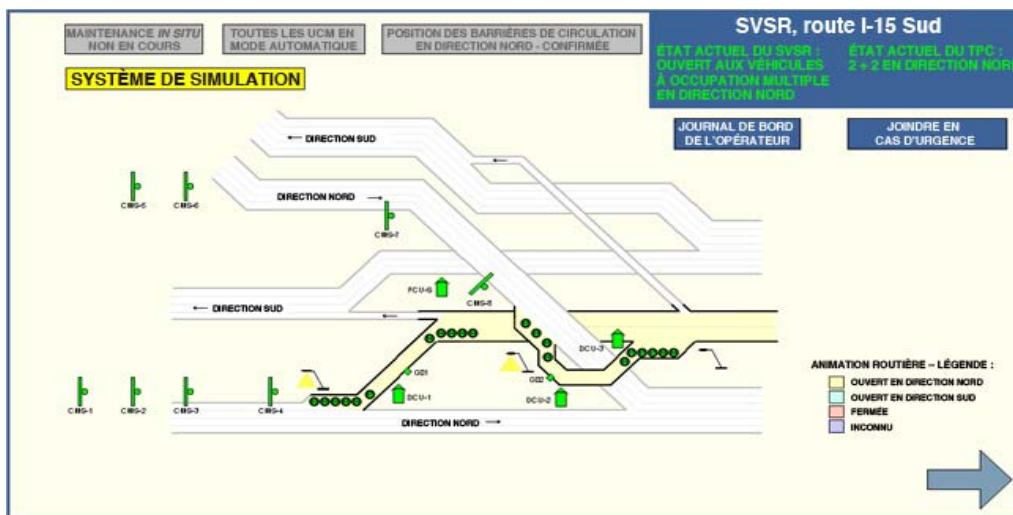 MAINTENANCE IN SITU
NON EN COURS
TOUTES LES UCM EN
MODE AUTOMATIQUE
POSITION DES BARRIÈRES DE CIRCULATION
EN DIRECTION NORD - CONFIRMÉE
SVSR, route I-15 Sud
ÉTAT ACTUEL DU SVSR :
OUVERT AUX VÉHICULES
À OCCUPATION MULTIPLE
EN DIRECTION NORD
ÉTAT ACTUEL DU TPC :
2 + 2 EN DIRECTION NOR
SYSTÈME DE SIMULATION
JOURNAL DE BORD
DE L'OPÉRATEUR
JOINDRE EN
CAS D'URGENCE
DIRECTION SUD
DIRECTION NORD
CMS-5
CMS-6
CMS-7
FCU-6
CMS-8
DIRECTION SUD
DCU-3
GD1
GD2
DCU-1
DCU-2
CMS-1
CMS-2
CMS-3
CMS-4
DIRECTION NORD
ANIMATION ROUTIÈRE – LÉGENDE :
OUVERT EN DIRECTION NORD
OUVERT EN DIRECTION SUD
FERMÉE
INCONNU